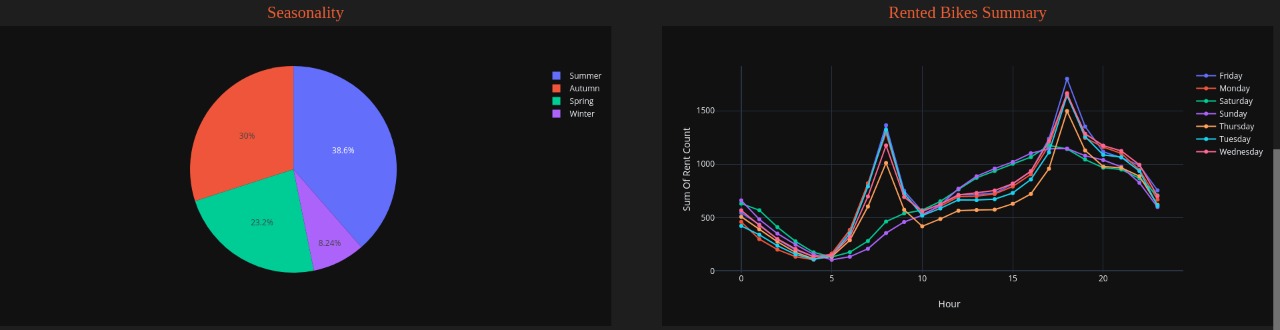 Seasonality
Summer
Autumn
Spring
Winter
30%
38.6%
23.2%
8.24%
Rented Bikes Summary
Sum Of Rent Count
1500
1000
500
0
0
5
10
15
20
Hour
Friday
Monday
Saturday
Sunday
Thursday
Tuesday
Wednesday